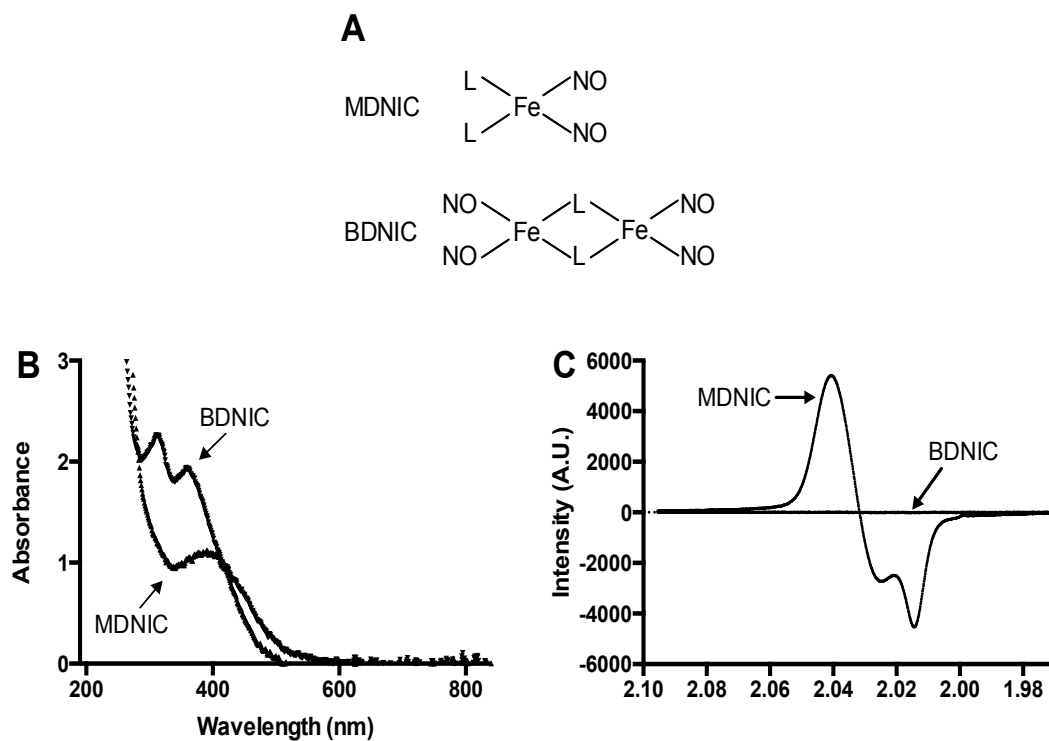 A
MDNIC
L NO
Fe
L NO
BDNIC
NO L NO
Fe Fe
NO L NO
B
3
2
1
0
Absorbance
BDNIC
MDNIC
200 400 600 800
Wavelength (nm)
C
6000
4000
2000
0
-2000
-4000
-6000
Intensity (A.U.)
MDNIC
BDNIC
2.10 2.08 2.06 2.04 2.02 2.00 1.98